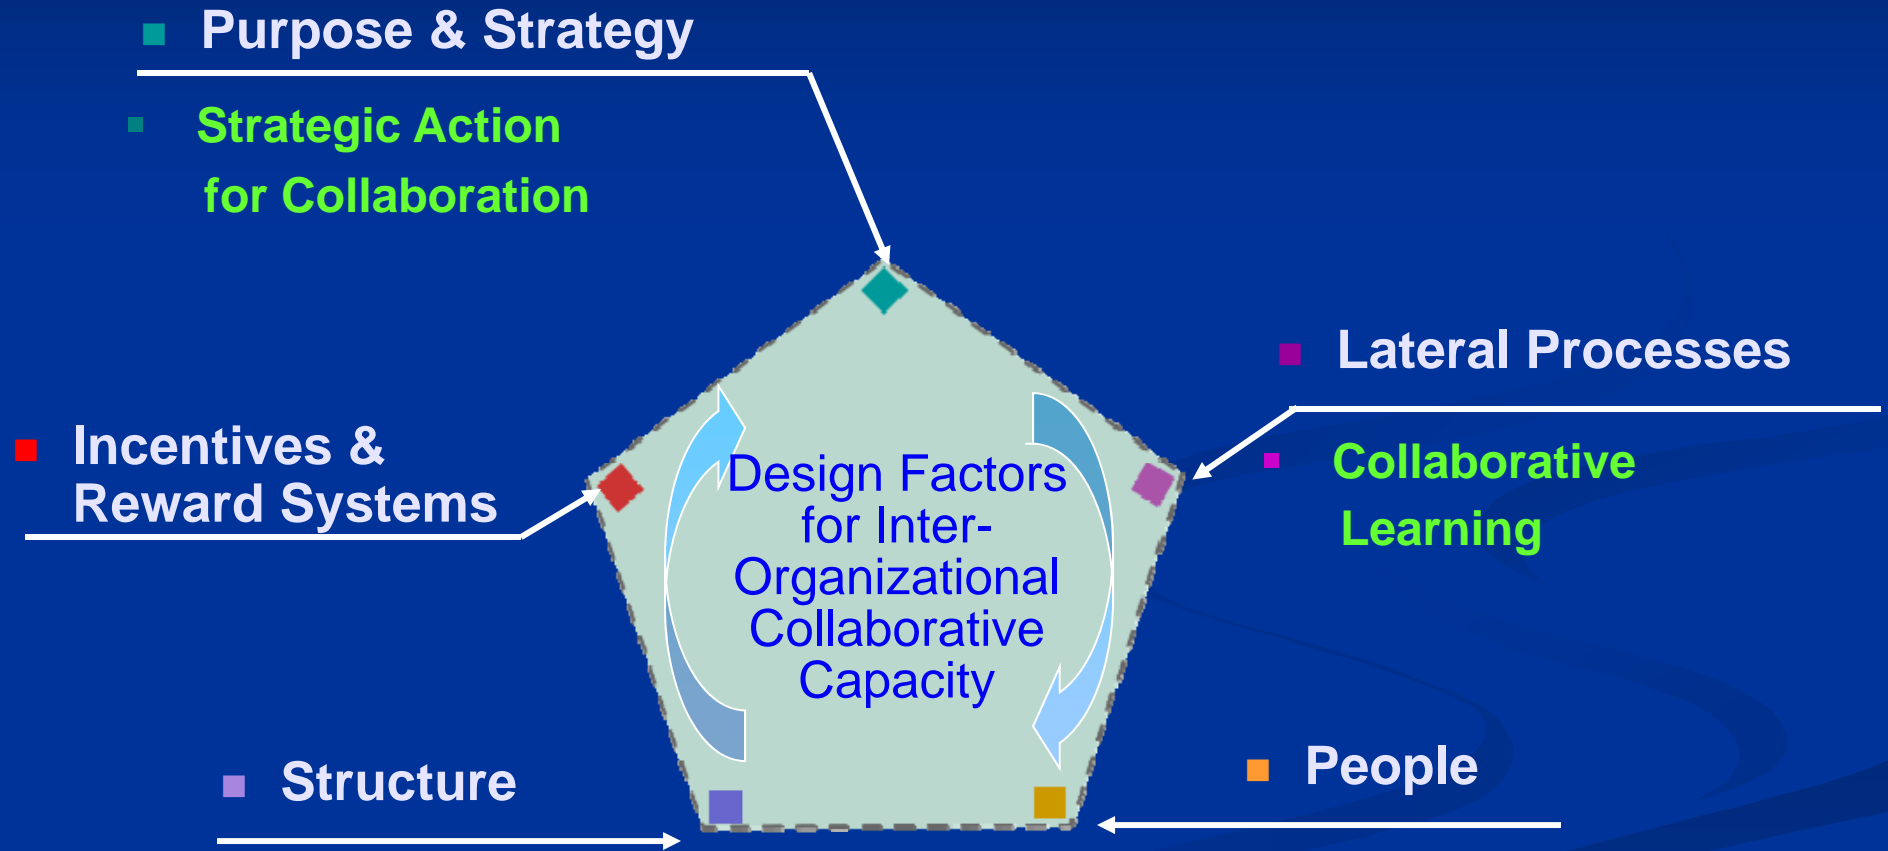 Purpose & Strategy
Strategic Action
for Collaboration
Lateral Processes
Collaborative
Learning
Incentives &
Reward Systems
Design Factors
for Inter-
Organizational
Collaborative
Capacity
Structure
People